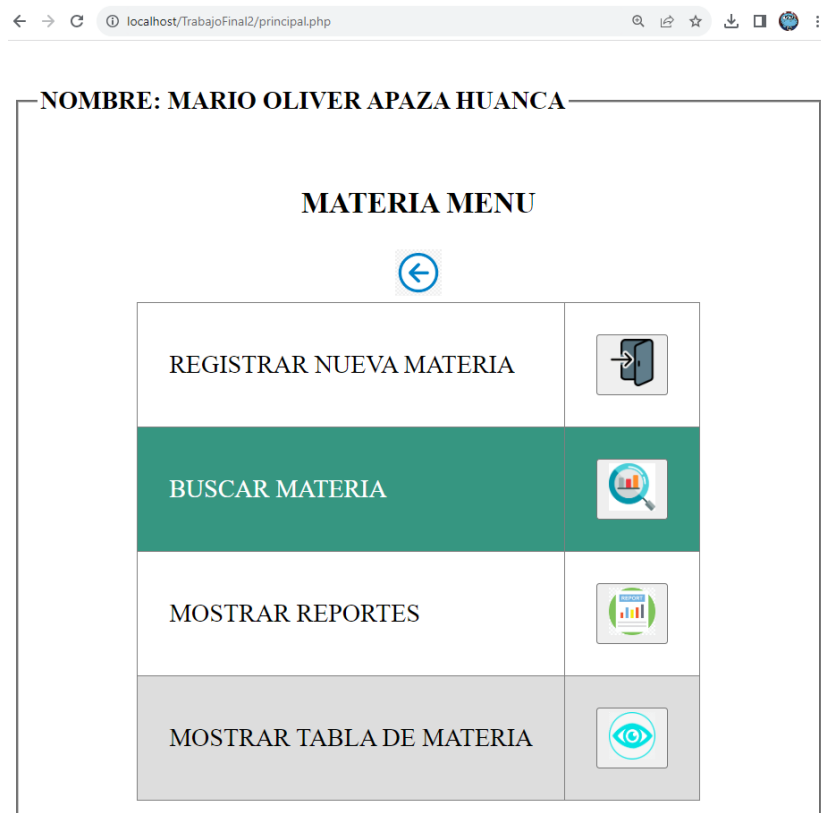 localhost/TrabajoFinal2/principal.php
NOMBRE: MARIO OLIVER APAZA HUANCA
MATERIA MENU
REGISTRAR NUEVA MATERIA
BUSCAR MATERIA
MOSTRAR REPORTES
REPORT
MOSTRAR TABLA DE MATERIA